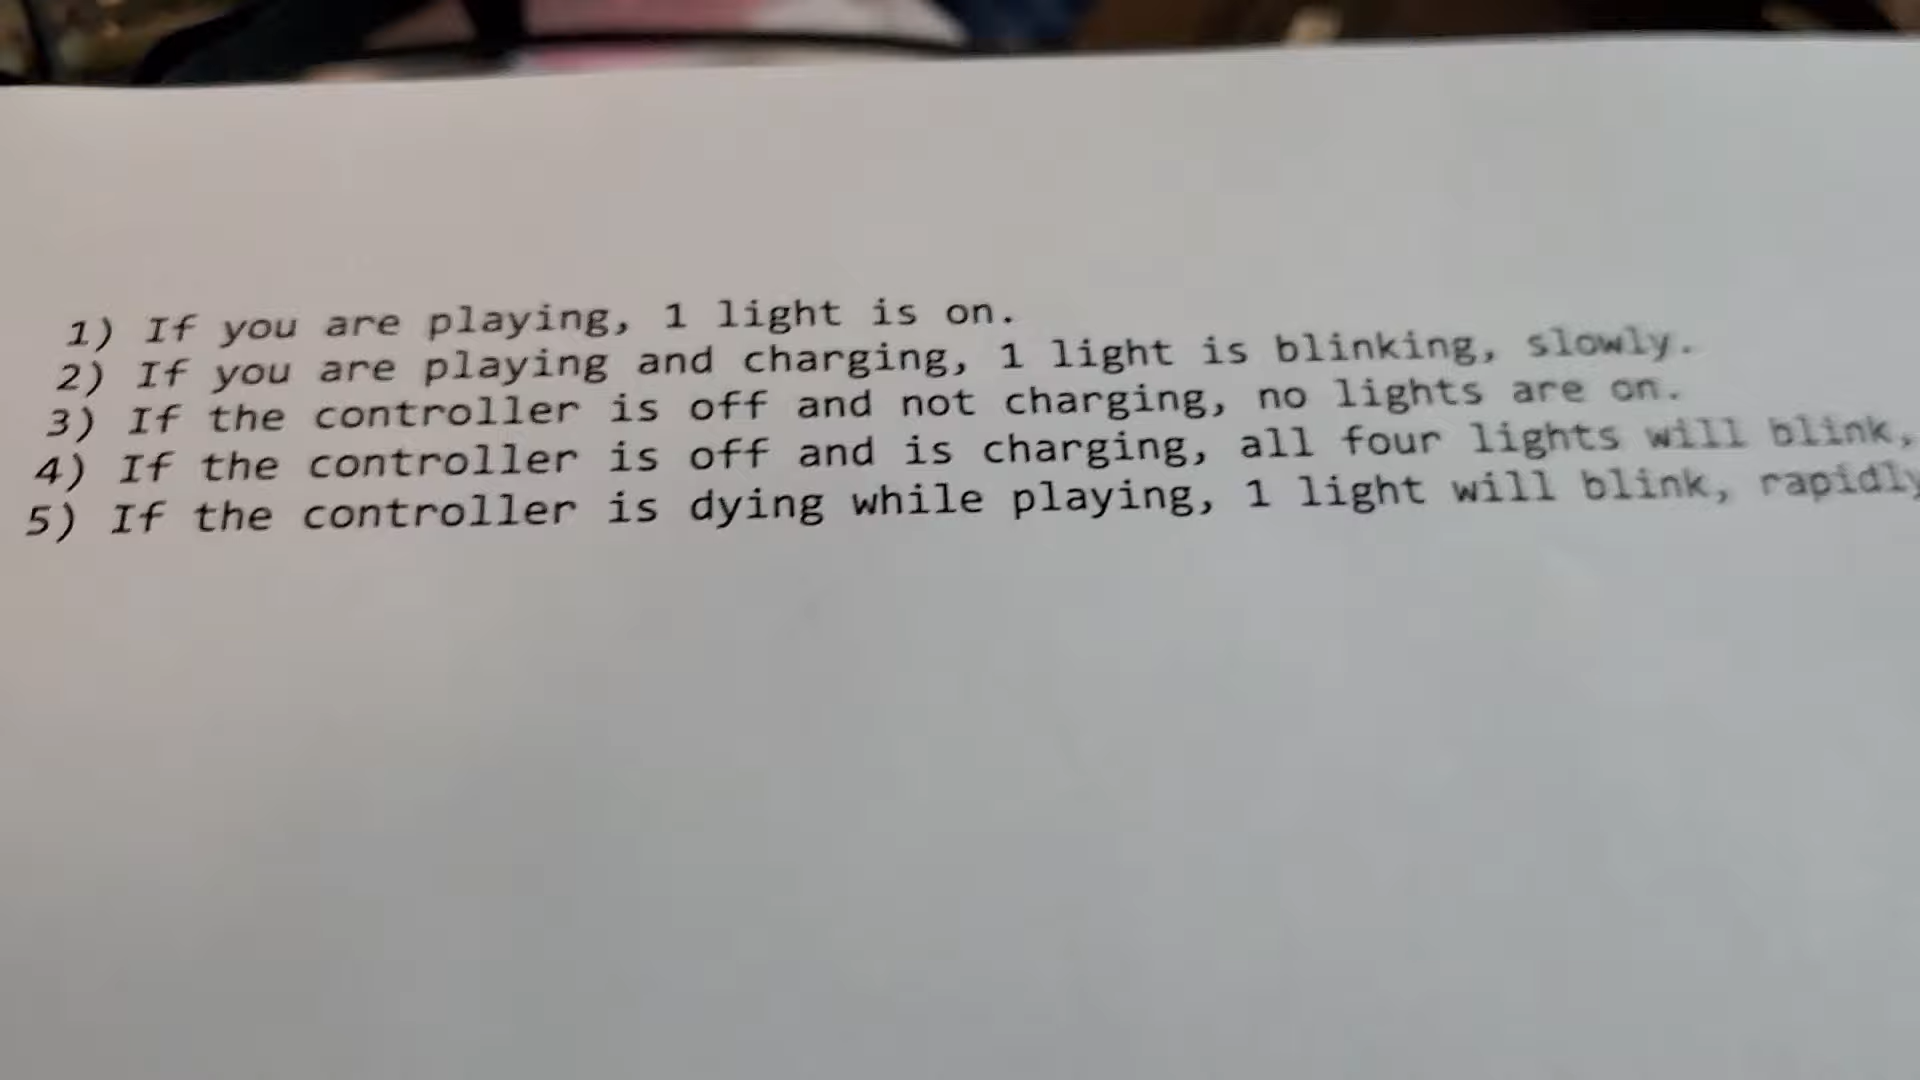 1) If you are playing, 1 light is on.
2) If you are playing and charging, 1 light is blinking, slowly.
3) If the controller is off and not charging, no lights are on.
4) If the controller is off and is charging, all four lights will blink,
5) If the controller is dying while playing, 1 light will blink, rapidly